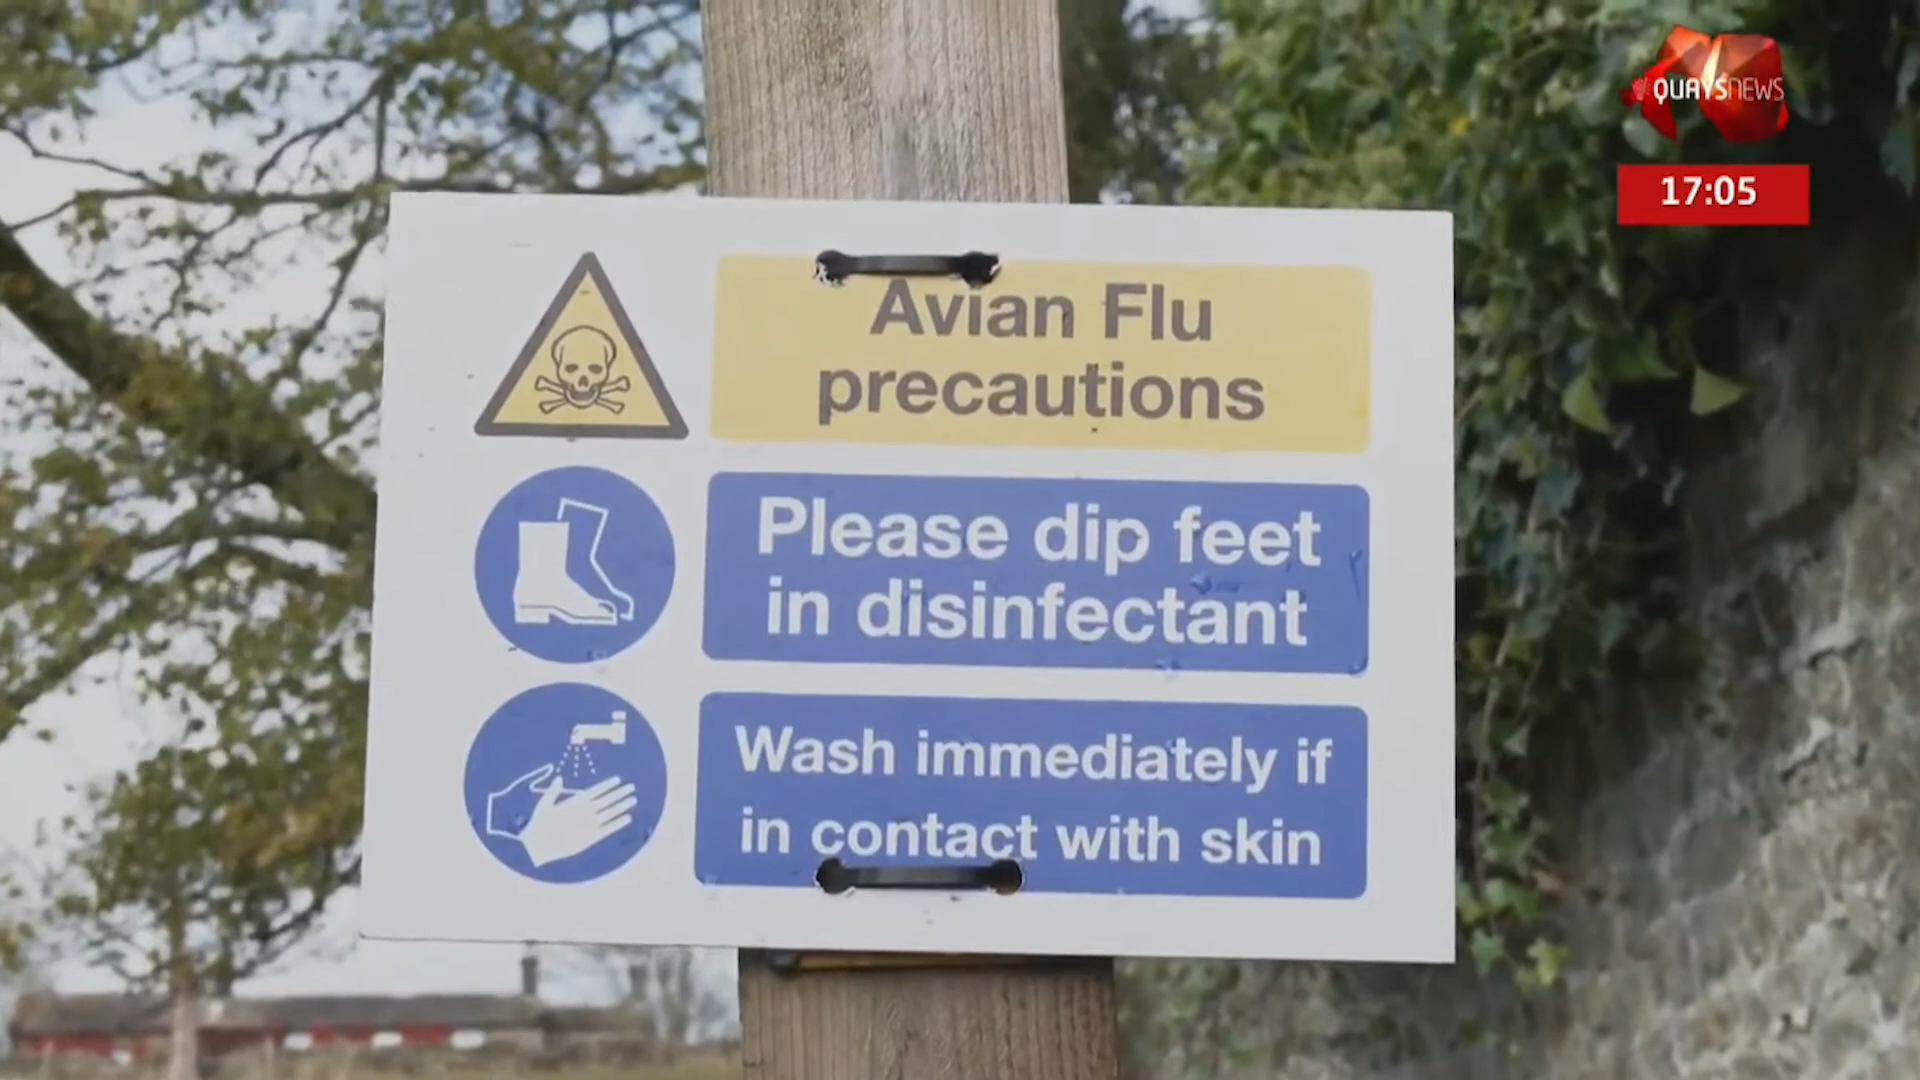 QUAYSNEWS
17:05
Avian Flu
precautions
Please dip feet
in disinfectant
Wash immediately if
in contact with skin